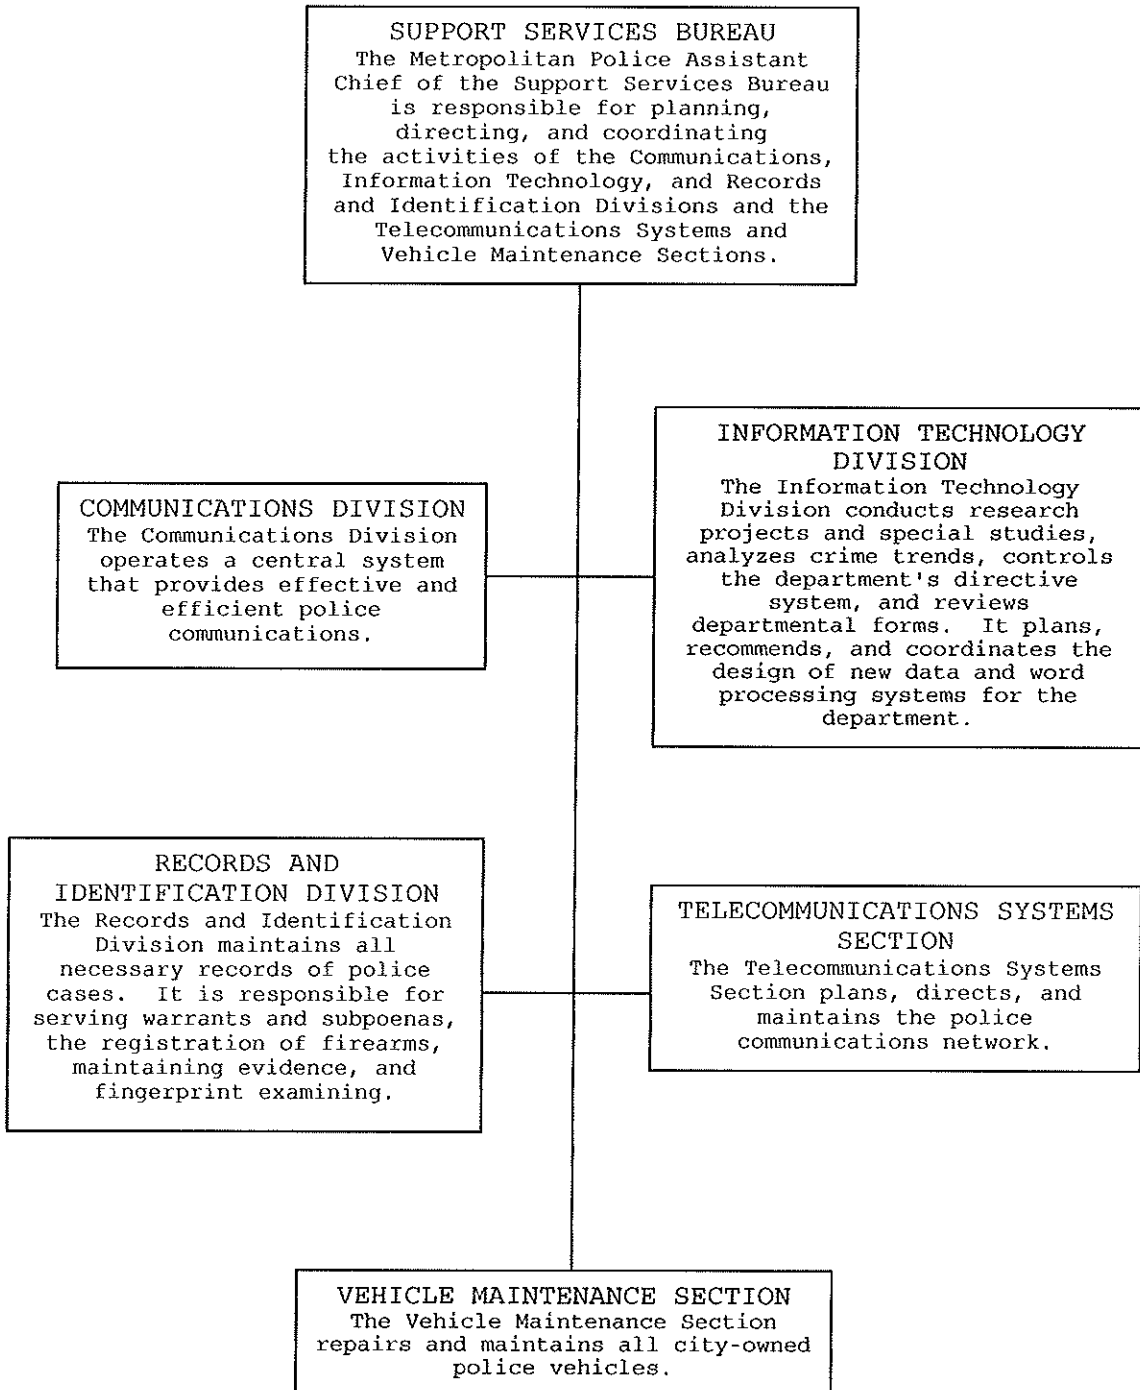 SUPPORT SERVICES BUREAU
The Metropolitan Police Assistant
Chief of the Support Services Bureau
is responsible for planning,
directing, and coordinating
the activities of the Communications,
Information Technology, and Records
and Identification Divisions and the
Telecommunications Systems and
Vehicle Maintenance Sections.
INFORMATION TECHNOLOGY
DIVISION
The Information Technology
Division conducts research
projects and special studies,
analyzes crime trends, controls
the department's directive
system, and reviews
departmental forms.  It plans,
recommends, and coordinates the
design of new data and word
processing systems for the
department.
COMMUNICATIONS DIVISION
The Communications Division
operates a central system
that provides effective and
efficient police
communications.
RECORDS AND
IDENTIFICATION DIVISION
The Records and Identification
Division maintains all
necessary records of police
cases.  It is responsible for
serving warrants and subpoenas,
the registration of firearms,
maintaining evidence, and
fingerprint examining.
TELECOMMUNICATIONS SYSTEMS
SECTION
The Telecommunications Systems
Section plans, directs, and
maintains the police
communications network.
VEHICLE MAINTENANCE SECTION
The Vehicle Maintenance Section
repairs and maintains all city-owned
police vehicles.